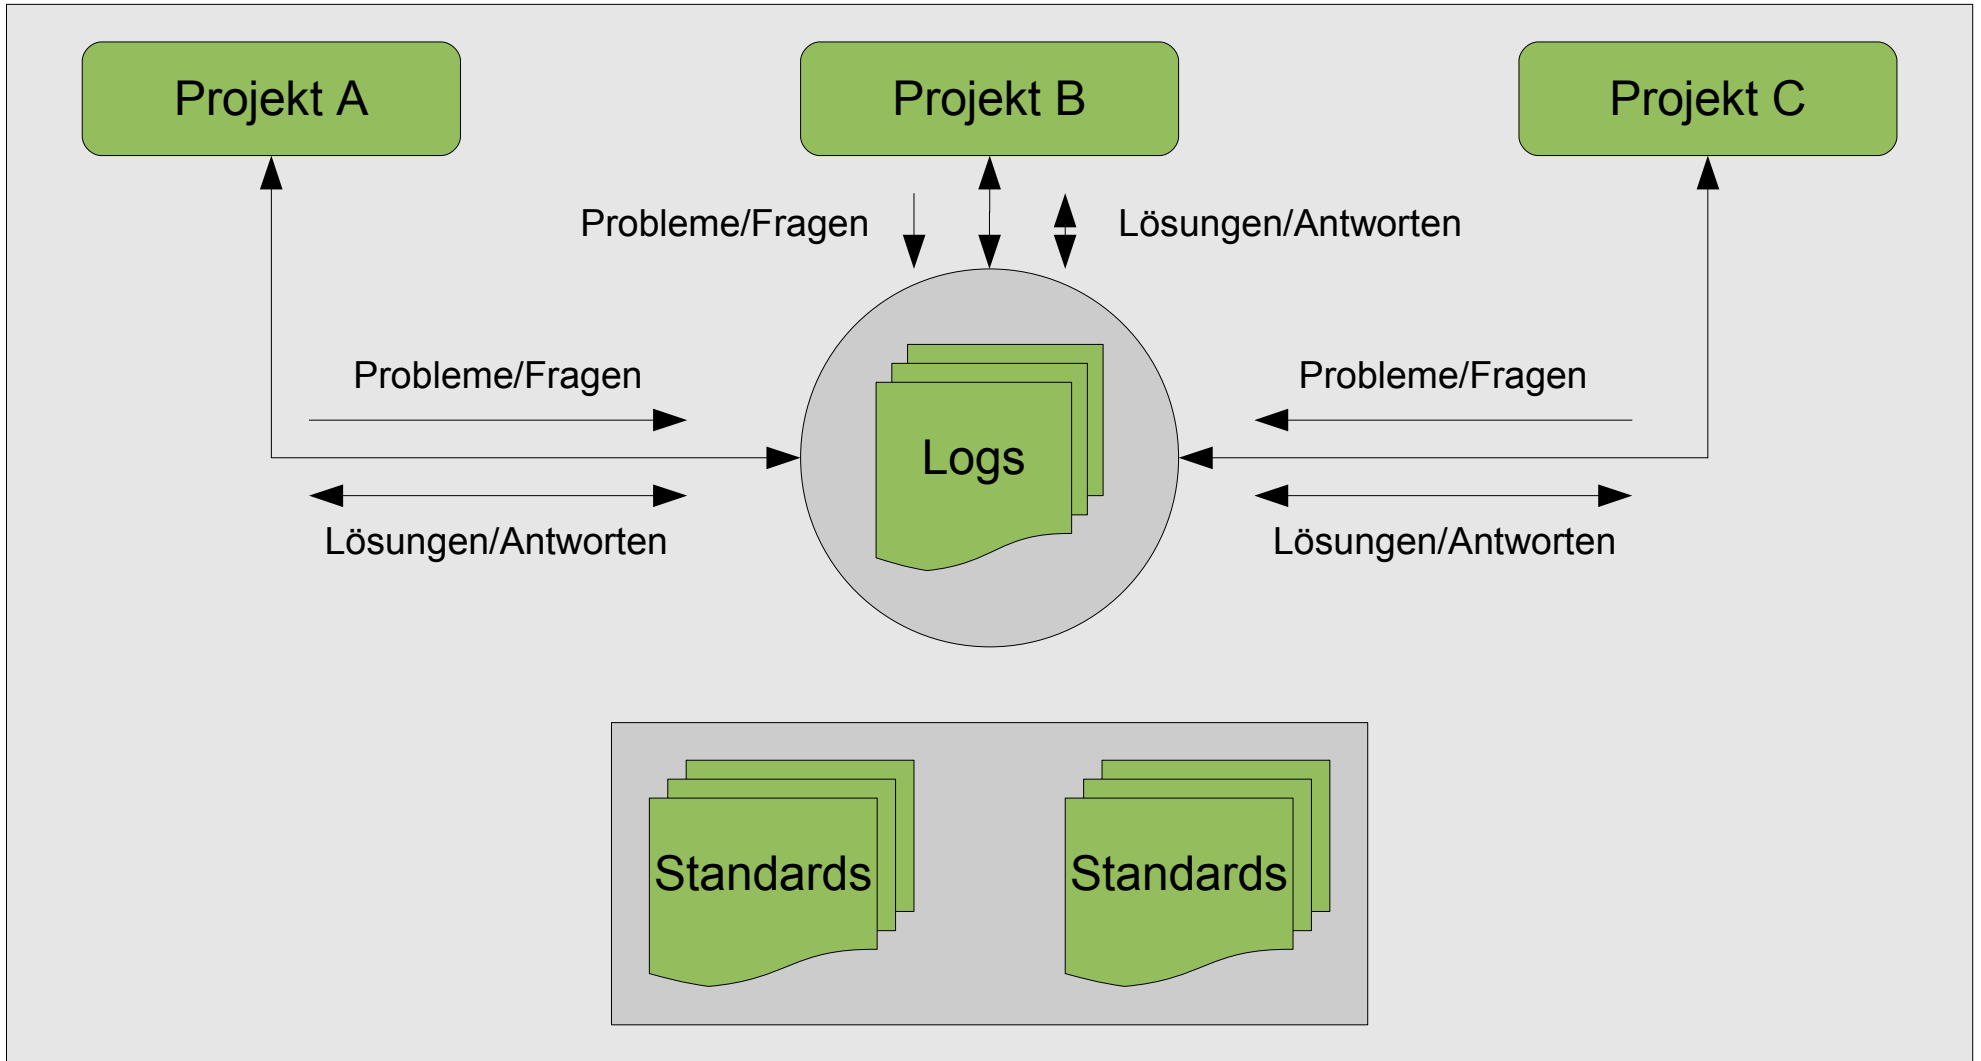 Projekt A
Projekt B
Projekt C
Probleme/Fragen
Lösungen/Antworten
Probleme/Fragen
Probleme/Fragen
Logs
Lösungen/Antworten
Lösungen/Antworten
Standards
Standards